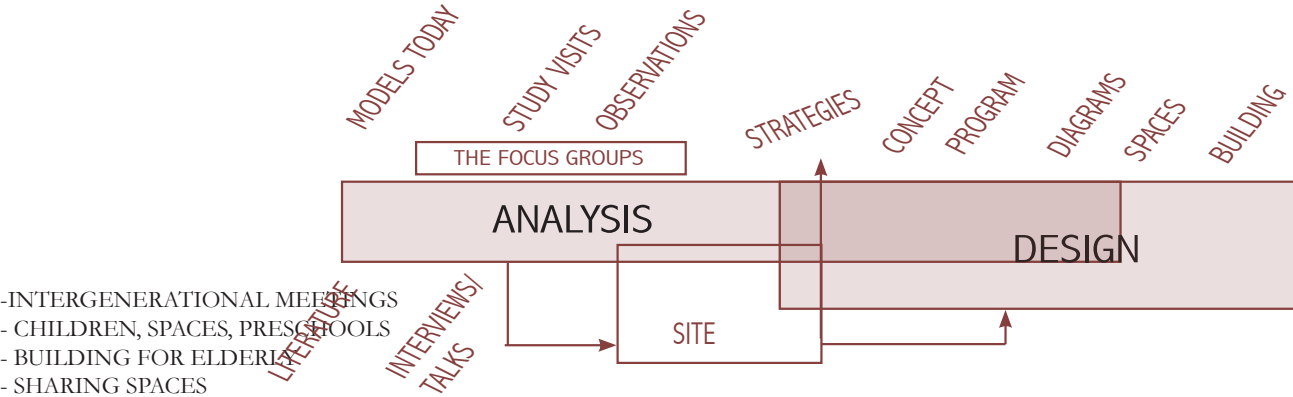 MODELS TODAY
STUDY VISITS
OBSERVATIONS
STRATEGIES
CONCEPT
PROGRAM
DIAGRAMS
SPACES
BUILDING
THE FOCUS GROUPS
ANALYSIS
DESIGN
SITE
LITERATURE
INTERVIEWS/
TALKS
-INTERGENERATIONAL MEETINGS
- CHILDREN, SPACES, PRESCHOOLS
- BUILDING FOR ELDERLY
- SHARING SPACES